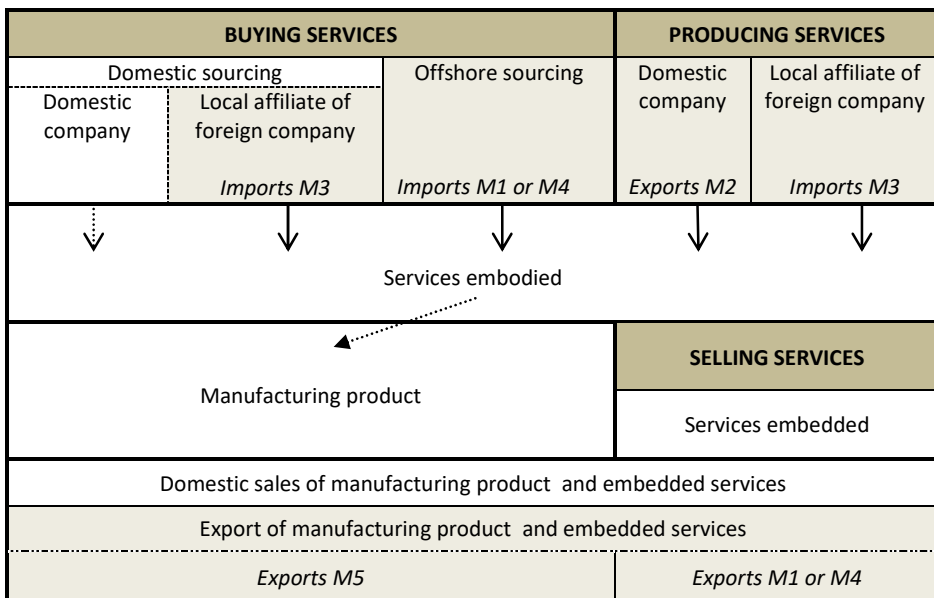 BUYING SERVICES
PRODUCING SERVICES
Domestic sourcing
Offshore sourcing
Domestic
company
Local affiliate of
foreign company
Domestic
company
Local affiliate of
foreign company
Imports M3
Imports M1 or M4
Exports M2
Imports M3
Services embodied
SELLING SERVICES
Manufacturing product
Services embedded
Domestic sales of manufacturing product and embedded services
Export of manufacturing product and embedded services
Exports M5
Exports M1 or M4